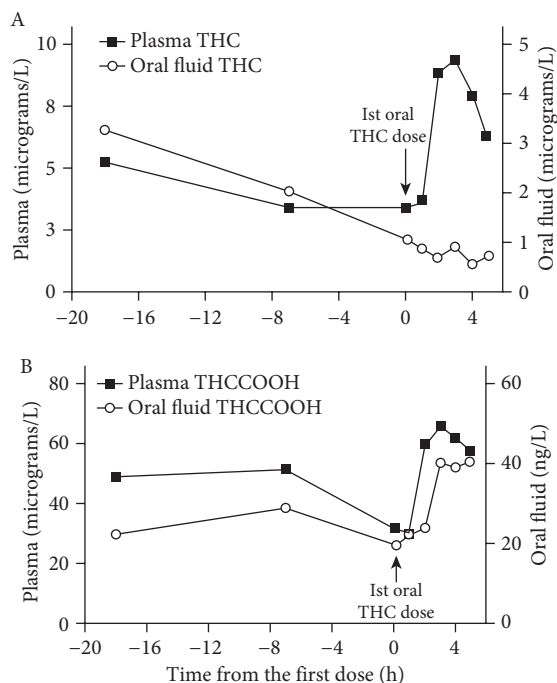 A
Plasma THC
Oral fluid THC
Ist oral
THC dose
Plasma (micrograms/L)
10
8
5
3
0
Oral fluid (micrograms/L)
5
4
3
2
1
0
−20 −16 −12 −8 −4 0 4
B
Plasma THCCOOH
Oral fluid THCCOOH
Ist oral
THC dose
Plasma (micrograms/L)
80
60
40
20
0
Oral fluid (ng/L)
60
40
20
0
−20 −16 −12 −8 −4 0 4
Time from the first dose (h)